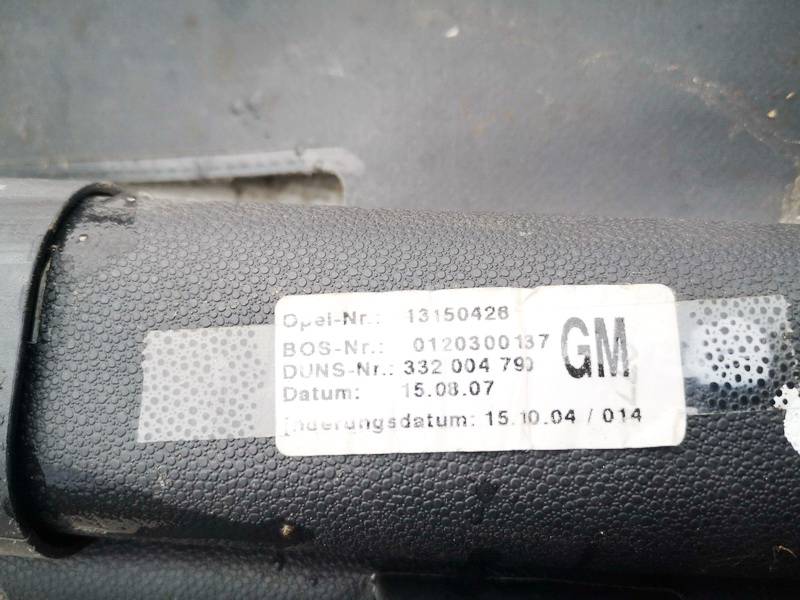 Opel-Nr.: 13150428
BOS-Nr.: 0120300137
DUNS-Nr.: 332 004 790
GM
Datum: 15.08.07
Änderungsdatum: 15.10.04 / 014